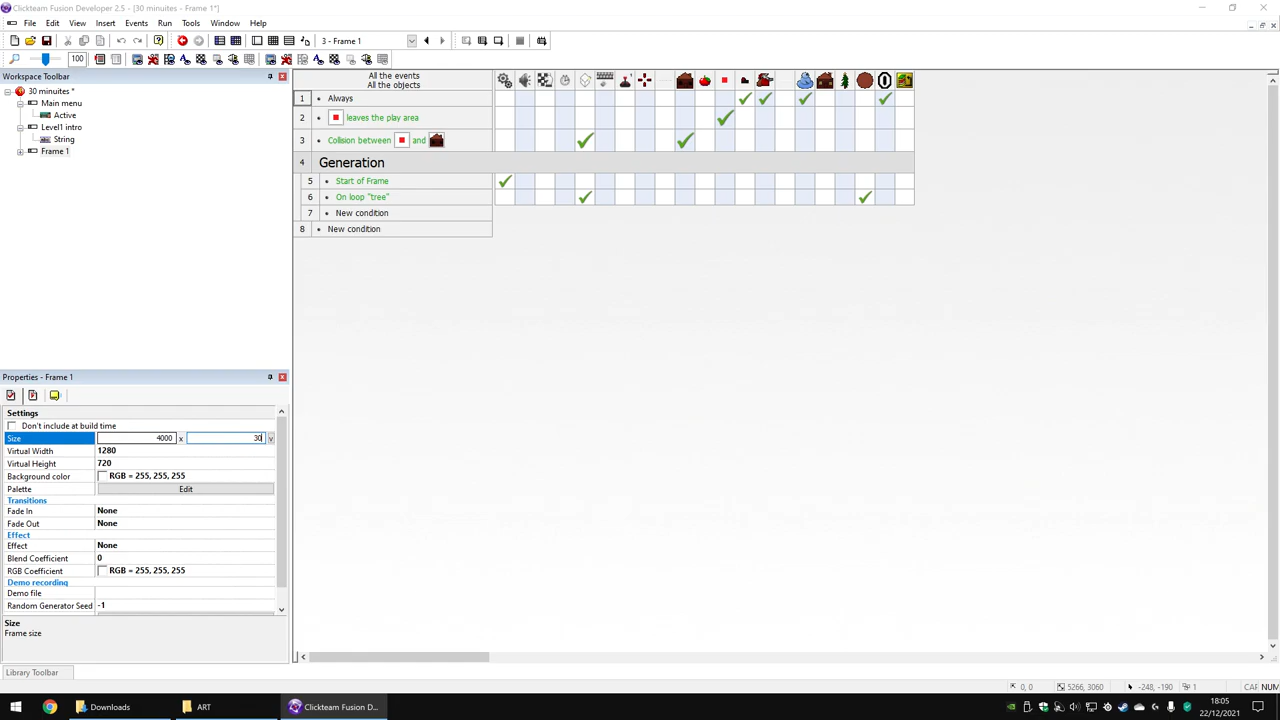 Clickteam Fusion Developer 2.5 - [30 minuites - Frame 1*]
File Edit View Insert Events Run Tools Window Help
3 - Frame 1
100
Workspace Toolbar
30 minuites *
Main menu
Active
Level1 intro
String
Frame 1
All the events
All the objects
1 Always
2 leaves the play area
3 Collision between and
4 Generation
5 Start of Frame
6 On loop "tree"
7 New condition
8 New condition
Properties - Frame 1
Settings
Don't include at build time
Size 4000 x 30
Virtual Width 1280
Virtual Height 720
Background color RGB = 255, 255, 255
Palette Edit
Transitions
Fade In None
Fade Out None
Effect
Effect None
Blend Coefficient 0
RGB Coefficient RGB = 255, 255, 255
Demo recording
Demo file
Random Generator Seed -1
Size
Frame size
Library Toolbar
0, 0 5266, 3060 -248, -190 1 CAP NUM
Downloads ART Clickteam Fusion D...
18:05
22/12/2021